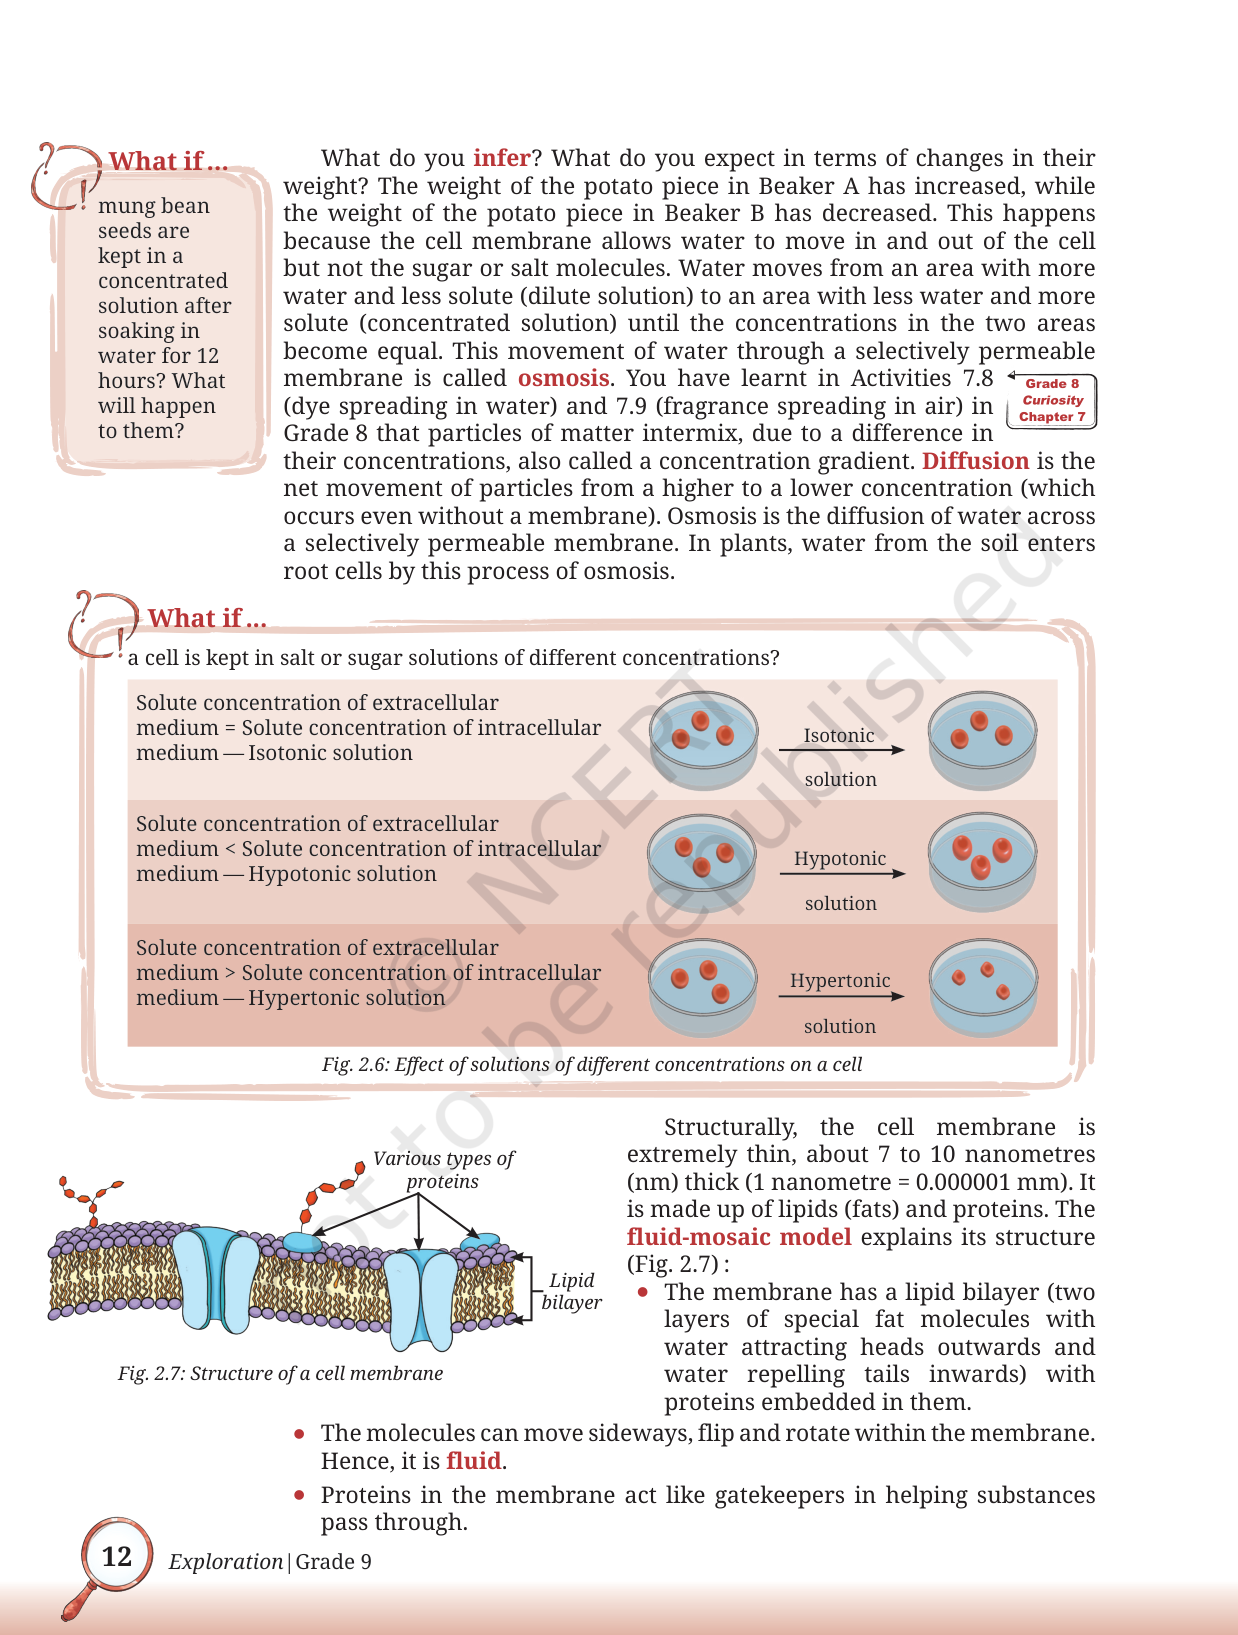 What if ...
mung bean
seeds are
kept in a
concentrated
solution after
soaking in
water for 12
hours? What
will happen
to them?
What do you infer? What do you expect in terms of changes in their
weight? The weight of the potato piece in Beaker A has increased, while
the weight of the potato piece in Beaker B has decreased. This happens
because the cell membrane allows water to move in and out of the cell
but not the sugar or salt molecules. Water moves from an area with more
water and less solute (dilute solution) to an area with less water and more
solute (concentrated solution) until the concentrations in the two areas
become equal. This movement of water through a selectively permeable
membrane is called osmosis. You have learnt in Activities 7.8
(dye spreading in water) and 7.9 (fragrance spreading in air) in
Grade 8 that particles of matter intermix, due to a difference in
their concentrations, also called a concentration gradient. Diffusion is the
net movement of particles from a higher to a lower concentration (which
occurs even without a membrane). Osmosis is the diffusion of water across
a selectively permeable membrane. In plants, water from the soil enters
root cells by this process of osmosis.
Grade 8
Curiosity
Chapter 7
What if ...
a cell is kept in salt or sugar solutions of different concentrations?
Solute concentration of extracellular
medium = Solute concentration of intracellular
medium — Isotonic solution
Isotonic
solution
Solute concentration of extracellular
medium < Solute concentration of intracellular
medium — Hypotonic solution
Hypotonic
solution
Solute concentration of extracellular
medium > Solute concentration of intracellular
medium — Hypertonic solution
Hypertonic
solution
Fig. 2.6: Effect of solutions of different concentrations on a cell
Various types of
proteins
Lipid
bilayer
Fig. 2.7: Structure of a cell membrane
Structurally, the cell membrane is
extremely thin, about 7 to 10 nanometres
(nm) thick (1 nanometre = 0.000001 mm). It
is made up of lipids (fats) and proteins. The
fluid-mosaic model explains its structure
(Fig. 2.7) :
• The membrane has a lipid bilayer (two
layers of special fat molecules with
water attracting heads outwards and
water repelling tails inwards) with
proteins embedded in them.
• The molecules can move sideways, flip and rotate within the membrane.
Hence, it is fluid.
• Proteins in the membrane act like gatekeepers in helping substances
pass through.
12
Exploration|Grade 9
© NCERT
not to be republished